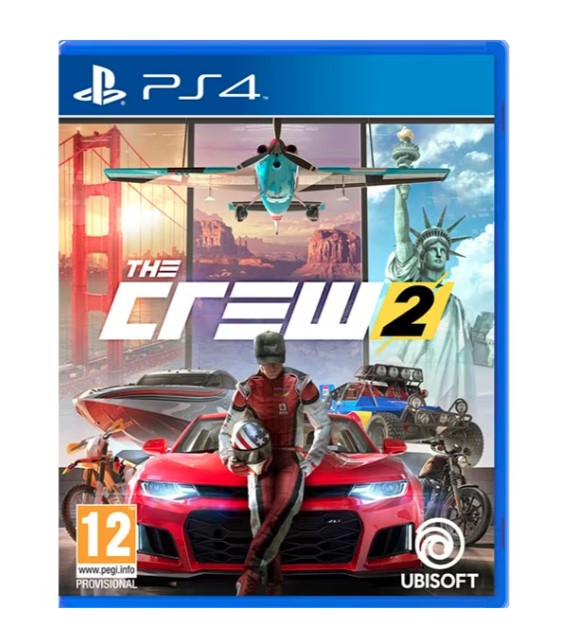 PS4
THE
CREW 2
12
www.pegi.info
PROVISIONAL
UBISOFT